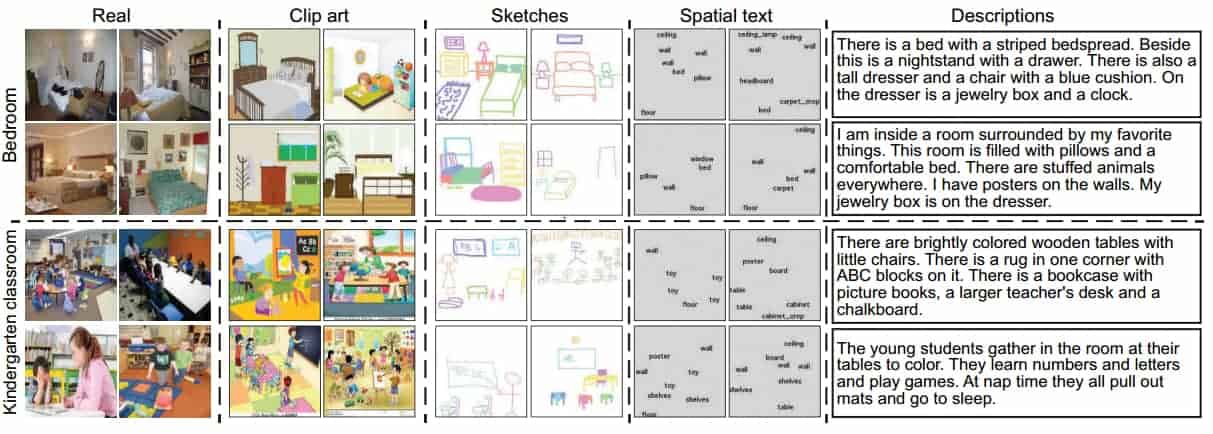 Real
Clip art
Sketches
Spatial text
Descriptions
Bedroom
ceiling
wall
wall
wall
bed
pillow
floor
ceiling_lamp
ceiling
wall
wall
headboard
carpet_crop
bed
There is a bed with a striped bedspread. Beside
this is a nightstand with a drawer. There is also a
tall dresser and a chair with a blue cushion. On
the dresser is a jewelry box and a clock.
window
bed
pillow
wall
floor
ceiling
wall
wall
bed
carpet
floor
I am inside a room surrounded by my favorite
things. This room is filled with pillows and a
comfortable bed. There are stuffed animals
everywhere. I have posters on the walls. My
jewelry box is on the dresser.
Kindergarten classroom
Aa Bb
Cc
wall
toy
toy
toy
toy
floor
ceiling
poster
board
table
table
cabinet
cabinet_crop
There are brightly colored wooden tables with
little chairs. There is a rug in one corner with
ABC blocks on it. There is a bookcase with
picture books, a larger teacher's desk and a
chalkboard.
wall
poster
wall
toy
toy
shelves
shelves
floor
ceiling
board
wall
wall
wall
shelves
shelves
table
The young students gather in the room at their
tables to color. They learn numbers and letters
and play games. At nap time they all pull out
mats and go to sleep.